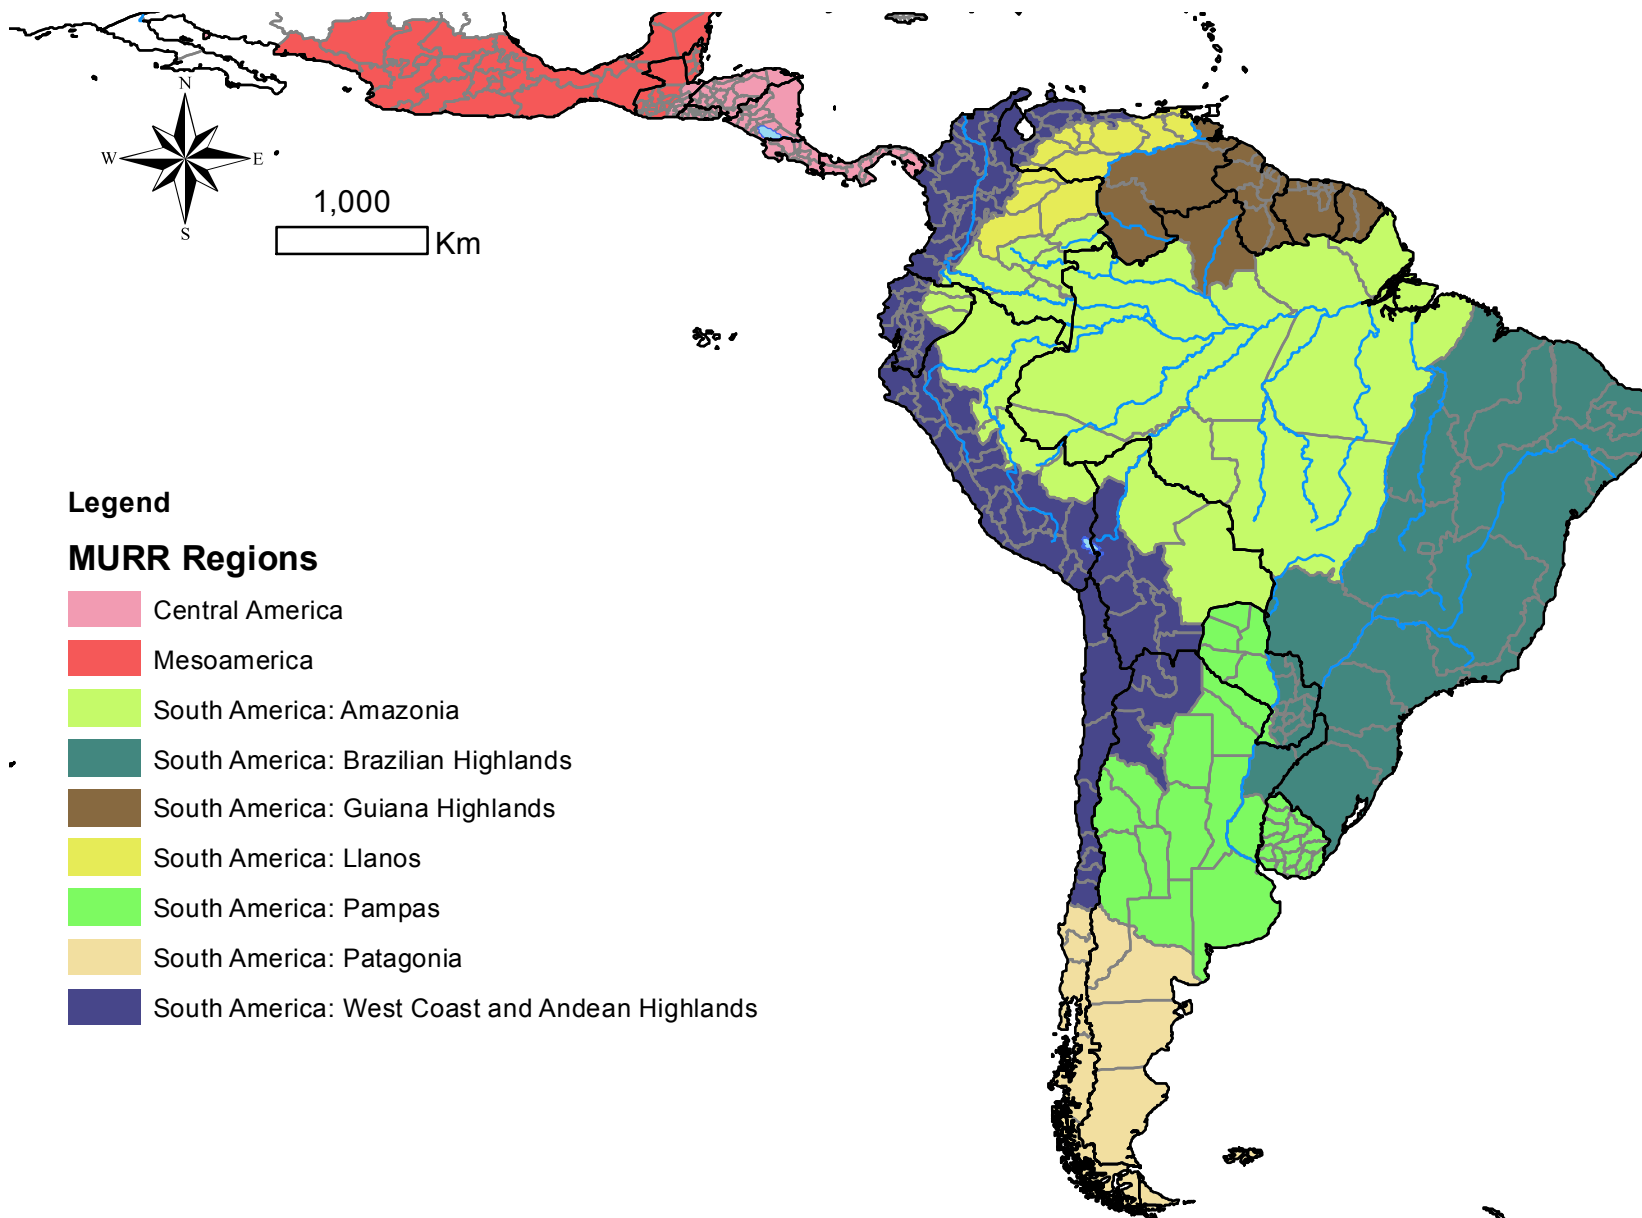 N
W
E
S
1,000
Km
Legend
MURR Regions
Central America
Mesoamerica
South America: Amazonia
South America: Brazilian Highlands
South America: Guiana Highlands
South America: Llanos
South America: Pampas
South America: Patagonia
South America: West Coast and Andean Highlands